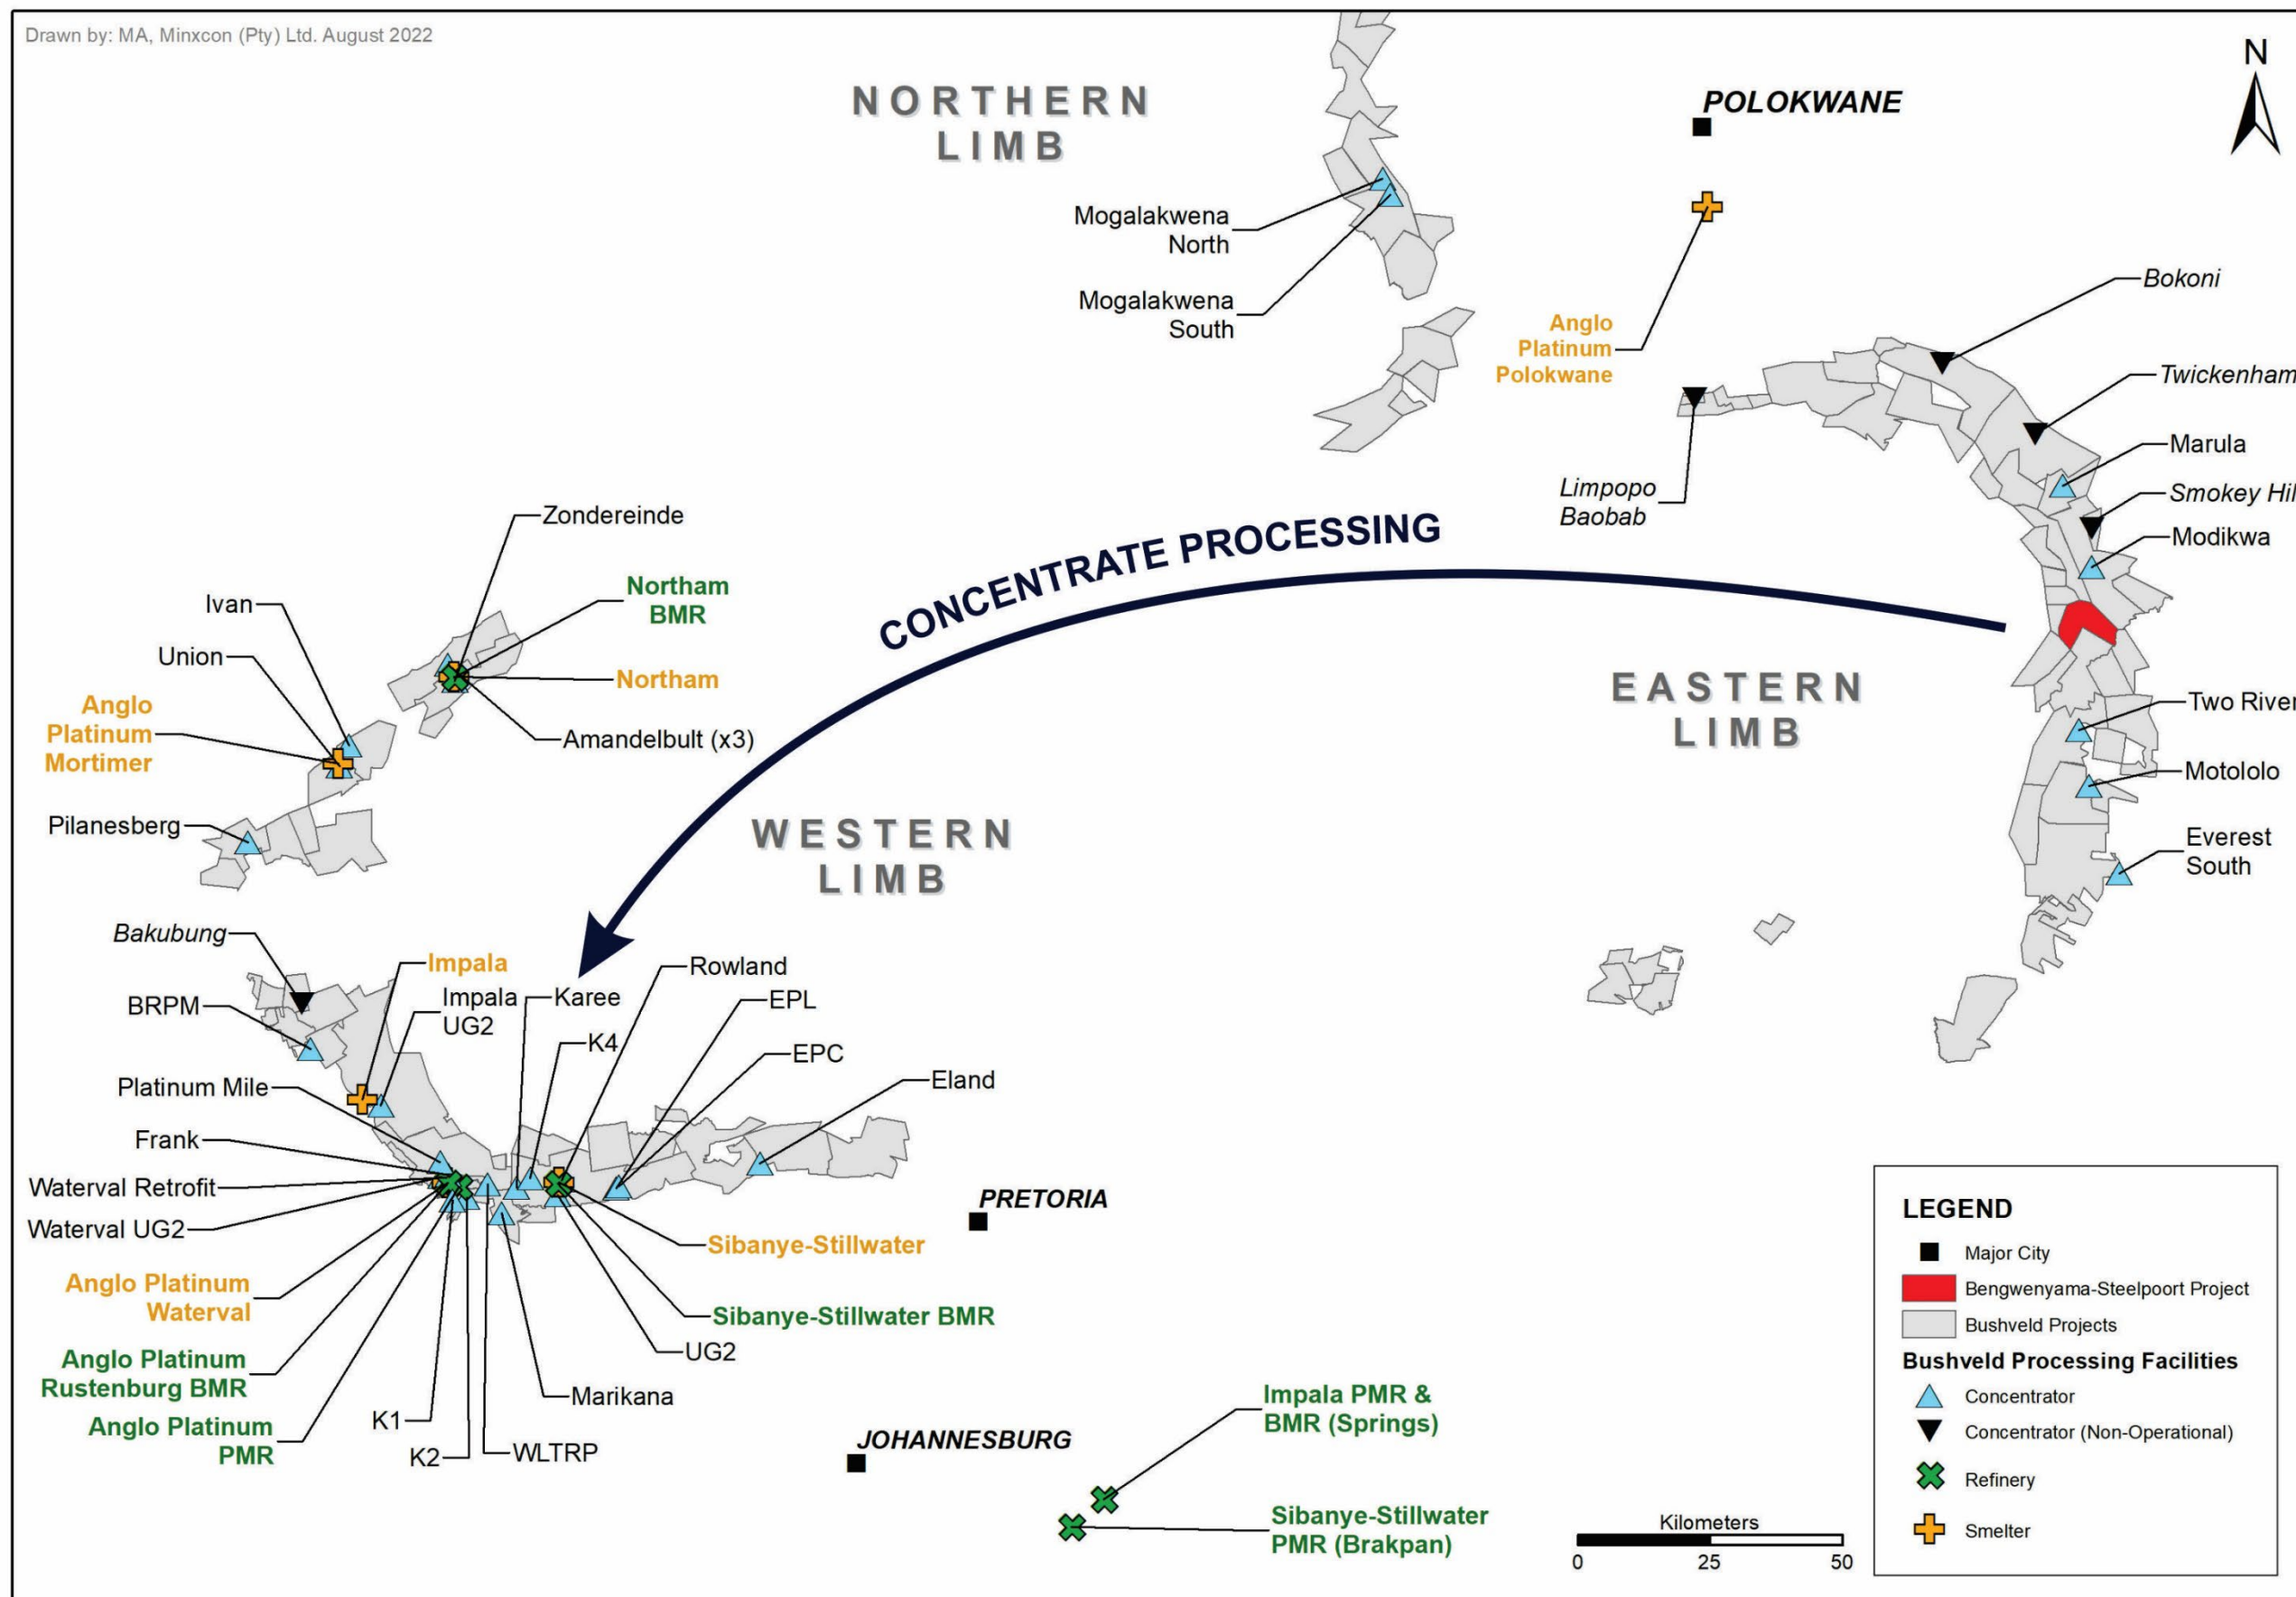 Drawn by: MA, Minxcon (Pty) Ltd. August 2022
N
NORTHERN
LIMB
POLOKWANE
Mogalakwena
North
Mogalakwena
South
Anglo
Platinum
Polokwane
Bokoni
Twickenham
Marula
Smokey Hil
Modikwa
Limpopo
Baobab
CONCENTRATE PROCESSING
Zondereinde
Northam
BMR
Northam
Amandelbult (x3)
Ivan
Union
Anglo
Platinum
Mortimer
Pilanesberg
EASTERN
LIMB
Two River
Motololo
Everest
South
WESTERN
LIMB
Bakubung
Impala
BRPM
Impala
UG2
Karee
Rowland
K4
EPL
EPC
Eland
Platinum Mile
Frank
Waterval Retrofit
Waterval UG2
Anglo Platinum
Waterval
Anglo Platinum
Rustenburg BMR
Anglo Platinum
PMR
K1
K2
WLTRP
Marikana
UG2
Sibanye-Stillwater
Sibanye-Stillwater BMR
PRETORIA
JOHANNESBURG
Impala PMR &
BMR (Springs)
Sibanye-Stillwater
PMR (Brakpan)
Kilometers
0 25 50
LEGEND
Major City
Bengwenyama-Steelpoort Project
Bushveld Projects
Bushveld Processing Facilities
Concentrator
Concentrator (Non-Operational)
Refinery
Smelter